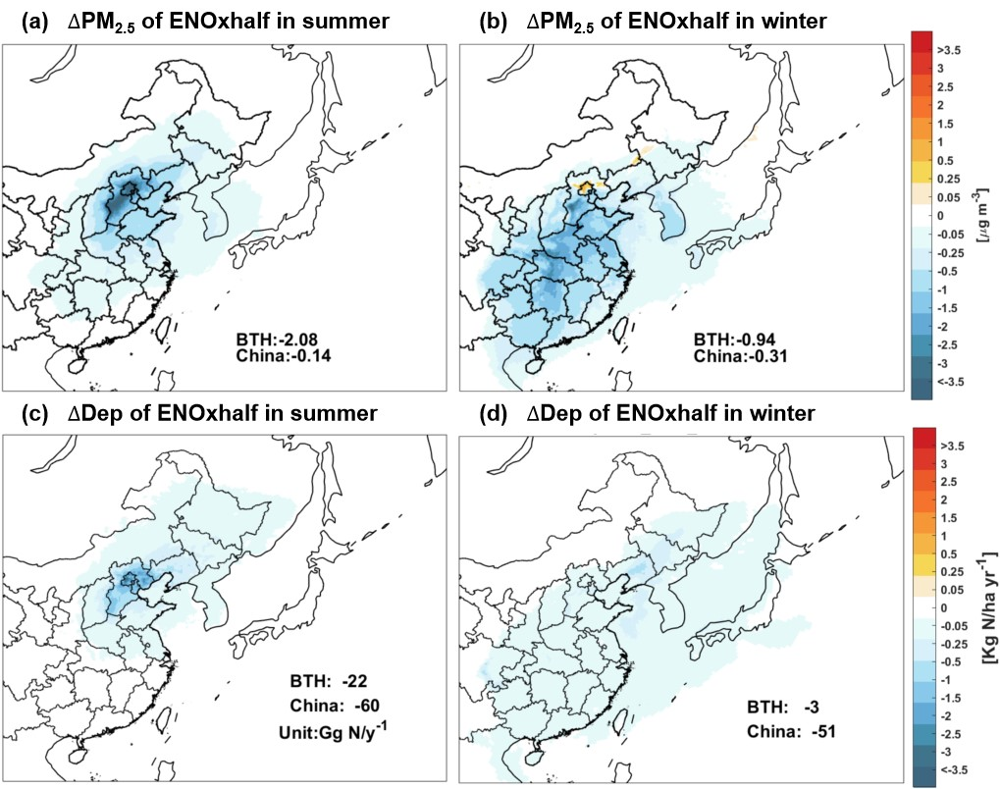 (a) ∆PM2.5 of ENOxhalf in summer
(b) ∆PM2.5 of ENOxhalf in winter
BTH:-2.08
China:-0.14
BTH:-0.94
China:-0.31
>3.5
3
2.5
2
1.5
1
0.5
0.25
0.05
0
-0.05
-0.25
-0.5
-1
-1.5
-2
-2.5
-3
<-3.5
[μg m-3]
(c) ∆Dep of ENOxhalf in summer
(d) ∆Dep of ENOxhalf in winter
BTH: -22
China: -60
Unit:Gg N/y-1
BTH: -3
China: -51
>3.5
3
2.5
2
1.5
1
0.5
0.25
0.05
0
-0.05
-0.25
-0.5
-1
-1.5
-2
-2.5
-3
<-3.5
[Kg N/ha yr-1]